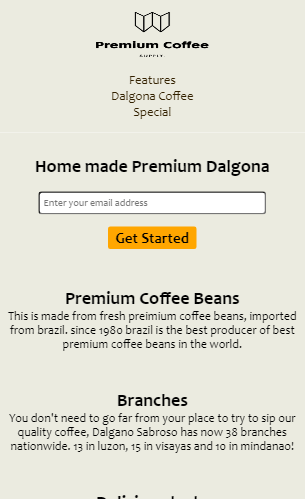 Premium Coffee
SUPPLY
Features
Dalgona Coffee
Special
Home made Premium Dalgona
Enter your email address
Get Started
Premium Coffee Beans
This is made from fresh preimium coffee beans, imported
from brazil. since 1980 brazil is the best producer of best
premium coffee beans in the world.
Branches
You don't need to go far from your place to try to sip our
quality coffee, Dalgano Sabroso has now 38 branches
nationwide. 13 in luzon, 15 in visayas and 10 in mindanao!